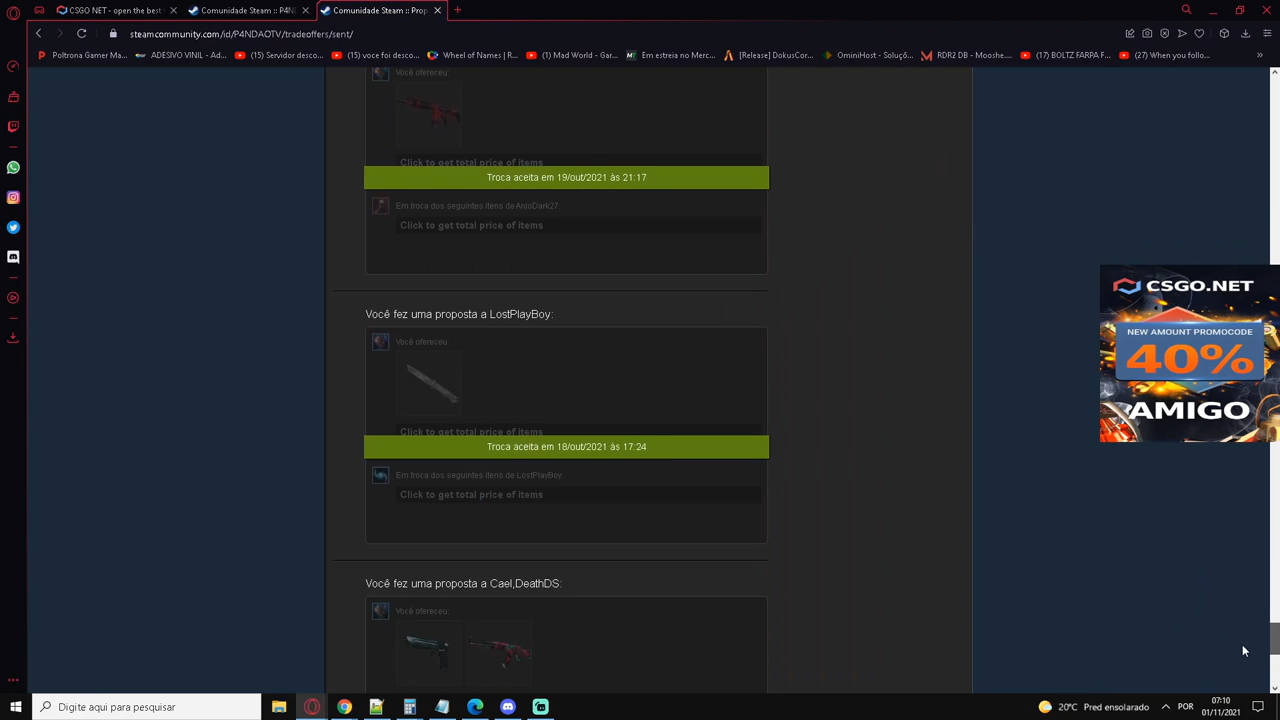 CSGO NET - open the best
Comunidade Steam :: P4N
Comunidade Steam :: Prop
steamcommunity.com/id/P4NDAOTV/tradeoffers/sent/
Poltrona Gamer Ma...
ADESIVO VINIL - Ad...
(15) Servidor desco...
(15) voce foi desco...
Wheel of Names | R...
(1) Mad World - Gar...
Em estreia no Merc...
[Release] DokusCor...
OminiHost - Soluçõ...
RDR2 DB - Mooshe...
(17) BOLTZ FARPA F...
(27) When you follo...
Você ofereceu:
Click to get total price of items
Troca aceita em 19/out/2021 às 21:17
Em troca dos seguintes itens de AnjoDark27:
Click to get total price of items
Você fez uma proposta a LostPlayBoy:
Você ofereceu:
Click to get total price of items
Troca aceita em 18/out/2021 às 17:24
Em troca dos seguintes itens de LostPlayBoy:
Click to get total price of items
Você fez uma proposta a Cael,DeathDS:
Você ofereceu:
CSGO.NET
NEW AMOUNT PROMOCODE
40%
AMIGO
Digite aqui para pesquisar
20°C Pred ensolarado
POR
07:10
01/11/2021